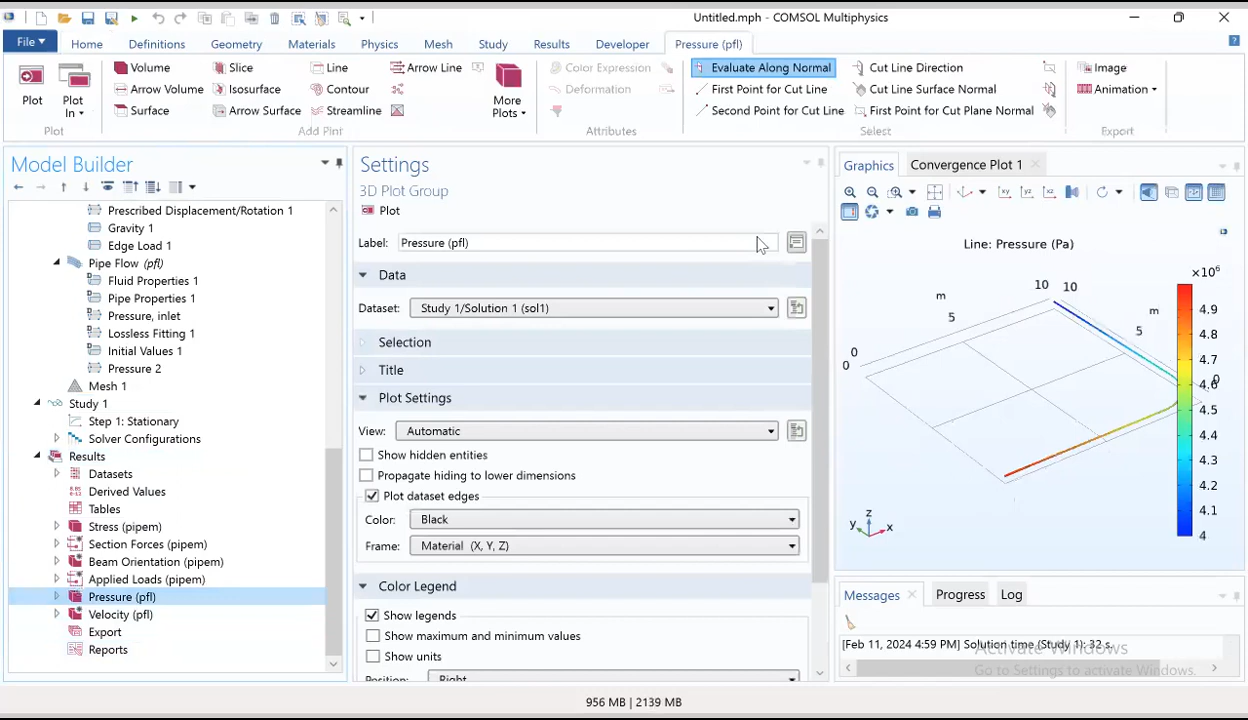 Untitled.mph - COMSOL Multiphysics
File Home Definitions Geometry Materials Physics Mesh Study Results Developer Pressure (pfl)
Plot
Plot In
Volume
Arrow Volume
Surface
Slice
Isosurface
Arrow Surface
Line
Contour
Streamline
Arrow Line
More Plots
Color Expression
Deformation
Evaluate Along Normal
First Point for Cut Line
Second Point for Cut Line
Cut Line Direction
Cut Line Surface Normal
First Point for Cut Plane Normal
Image
Animation
Plot Add Plot Attributes Select Export
Model Builder
Prescribed Displacement/Rotation 1
Gravity 1
Edge Load 1
Pipe Flow (pfl)
Fluid Properties 1
Pipe Properties 1
Pressure, inlet
Lossless Fitting 1
Initial Values 1
Pressure 2
Mesh 1
Study 1
Step 1: Stationary
Solver Configurations
Results
Datasets
Derived Values
8.85
e-12
Tables
Stress (pipem)
Section Forces (pipem)
Beam Orientation (pipem)
Applied Loads (pipem)
Pressure (pfl)
Velocity (pfl)
Export
Reports
Settings
3D Plot Group
Plot
Label: Pressure (pfl)
Data
Dataset: Study 1/Solution 1 (sol1)
Selection
Title
Plot Settings
View: Automatic
Show hidden entities
Propagate hiding to lower dimensions
Plot dataset edges
Color: Black
Frame: Material (X, Y, Z)
Color Legend
Show legends
Show maximum and minimum values
Show units
Position: Right
Graphics Convergence Plot 1
xy yz xz
Line: Pressure (Pa)
×10⁶
10 10
m
5
m
5
0
0
0
4.9
4.8
4.7
4.6
4.5
4.4
4.3
4.2
4.1
4
z
y x
Messages Progress Log
[Feb 11, 2024 4:59 PM] Solution time (Study 1): 32 s.
Activate Windows
Go to Settings to activate Windows.
956 MB | 2139 MB